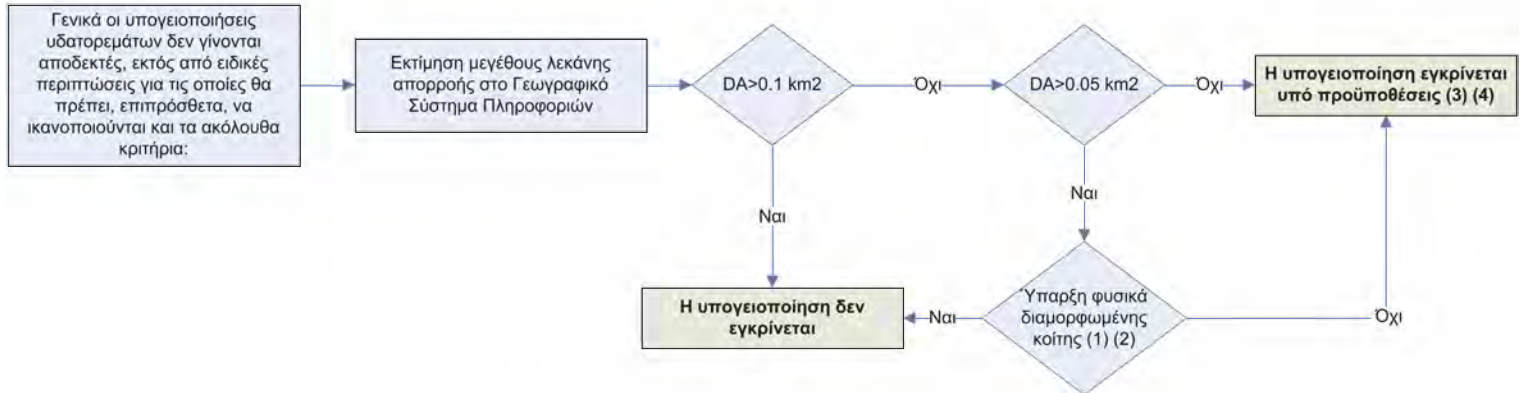 Γενικά οι υπογειοποιήσεις
υδατορεμάτων δεν γίνονται
αποδεκτές, εκτός από ειδικές
περιπτώσεις για τις οποίες θα
πρέπει, επιπρόσθετα, να
ικανοποιούνται και τα ακόλουθα
κριτήρια:
Εκτίμηση μεγέθους λεκάνης
απορροής στο Γεωγραφικό
Σύστημα Πληροφοριών
DA>0.1 km2
Όχι
DA>0.05 km2
Όχι
Η υπογειοποίηση εγκρίνεται
υπό προϋποθέσεις (3) (4)
Ναι
Ναι
Η υπογειοποίηση δεν
εγκρίνεται
Ναι
Ύπαρξη φυσικά
διαμορφωμένης
κοίτης (1) (2)
Όχι